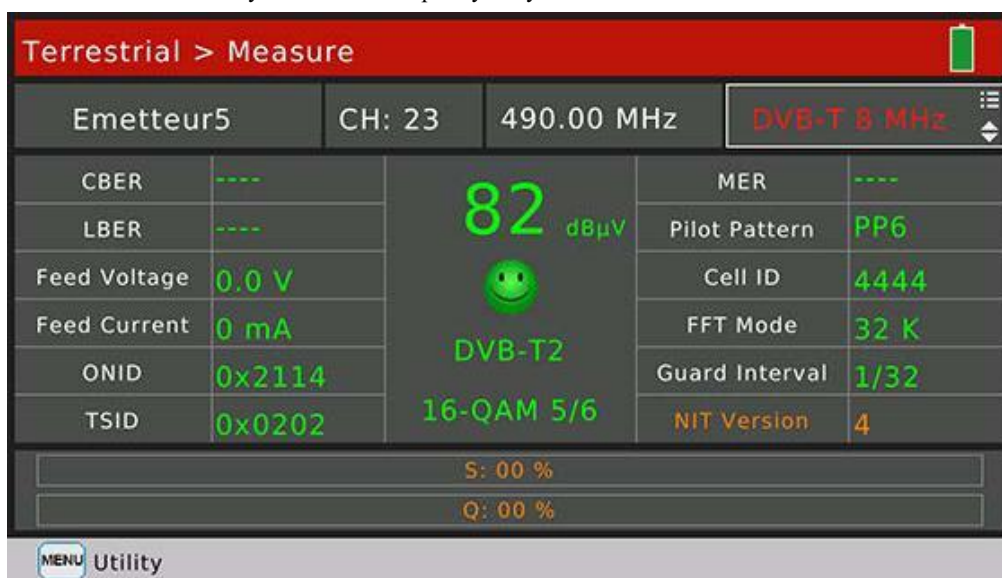 Terrestrial > Measure
Emetteur5 CH: 23 490.00 MHz DVB-T 8 MHz
CBER ---- 82 dBµV MER ----
LBER ---- Pilot Pattern PP6
Feed Voltage 0.0 V Cell ID 4444
Feed Current 0 mA DVB-T2 FFT Mode 32 K
ONID 0x2114 Guard Interval 1/32
TSID 0x0202 16-QAM 5/6 NIT Version 4
S: 00 %
Q: 00 %
MENU Utility